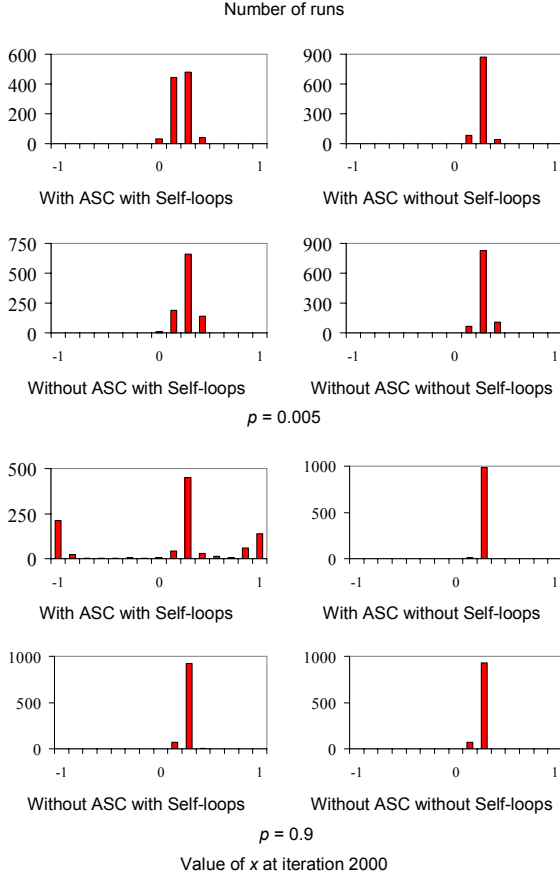 Number of runs
600
400
200
0
-1 0 1
With ASC with Self-loops
900
600
300
0
-1 0 1
With ASC without Self-loops
750
500
250
0
-1 0 1
Without ASC with Self-loops
900
600
300
0
-1 0 1
Without ASC without Self-loops
p = 0.005
500
250
0
-1 0 1
With ASC with Self-loops
1000
500
0
-1 0 1
With ASC without Self-loops
1000
500
0
-1 0 1
Without ASC with Self-loops
1000
500
0
-1 0 1
Without ASC without Self-loops
p = 0.9
Value of x at iteration 2000